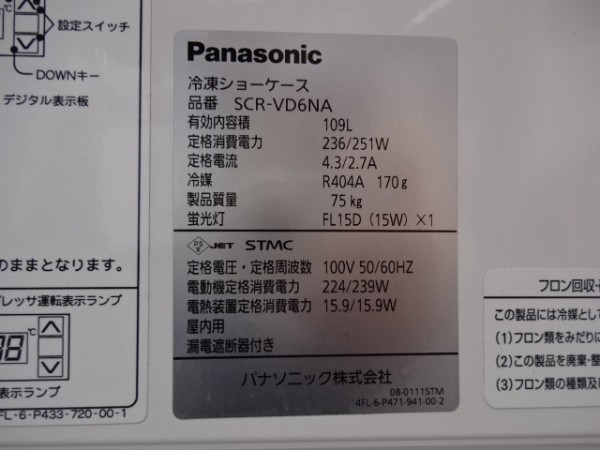 ℃
設定スイッチ
DOWNキー
デジタル表示板
のままとなります。
プレッサ運転表示ランプ
℃
表示ランプ
4FL-6-P433-720-00-1
Panasonic
冷凍ショーケース
品番 SCR-VD6NA
有効内容積 109L
定格消費電力 236/251W
定格電流 4.3/2.7A
冷媒 R404A 170g
製品質量 75kg
蛍光灯 FL15D (15W) ×1
PS E JET STMC
定格電圧・定格周波数 100V 50/60HZ
電動機定格消費電力 224/239W
電熱装置定格消費電力 15.9/15.9W
屋内用
漏電遮断器付き
パナソニック株式会社
08-0111STM
4FL-6-P471-941-00-2
フロン回収・
この製品には冷媒とし
(1)フロン類をみだりに
(2)この製品を廃棄・整
(3)フロン類の種類及び